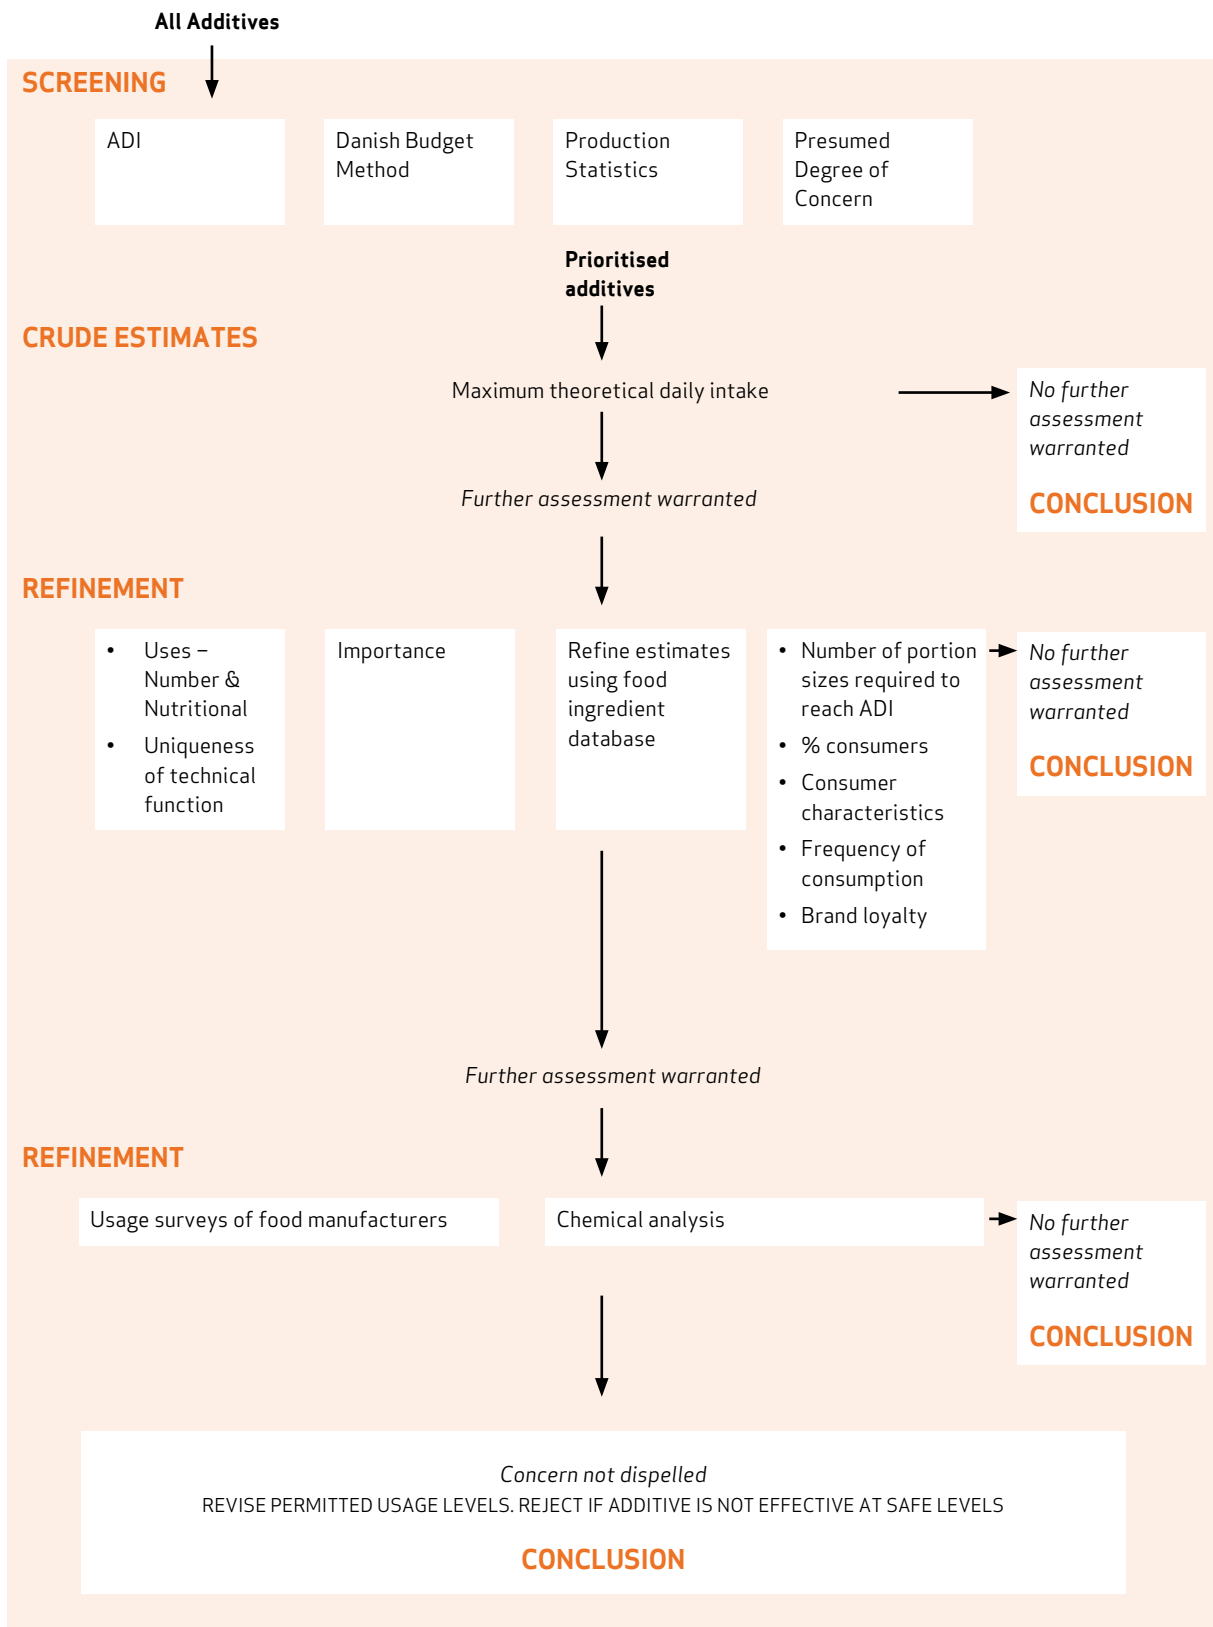 All Additives
SCREENING
ADI
Danish Budget
Method
Production
Statistics
Presumed
Degree of
Concern
Prioritised
additives
CRUDE ESTIMATES
Maximum theoretical daily intake
No further
assessment
warranted
CONCLUSION
Further assessment warranted
REFINEMENT
• Uses –
Number &
Nutritional
• Uniqueness
of technical
function
Importance
Refine estimates
using food
ingredient
database
• Number of portion
sizes required to
reach ADI
• % consumers
• Consumer
characteristics
• Frequency of
consumption
• Brand loyalty
No further
assessment
warranted
CONCLUSION
Further assessment warranted
REFINEMENT
Usage surveys of food manufacturers
Chemical analysis
No further
assessment
warranted
CONCLUSION
Concern not dispelled
REVISE PERMITTED USAGE LEVELS. REJECT IF ADDITIVE IS NOT EFFECTIVE AT SAFE LEVELS
CONCLUSION